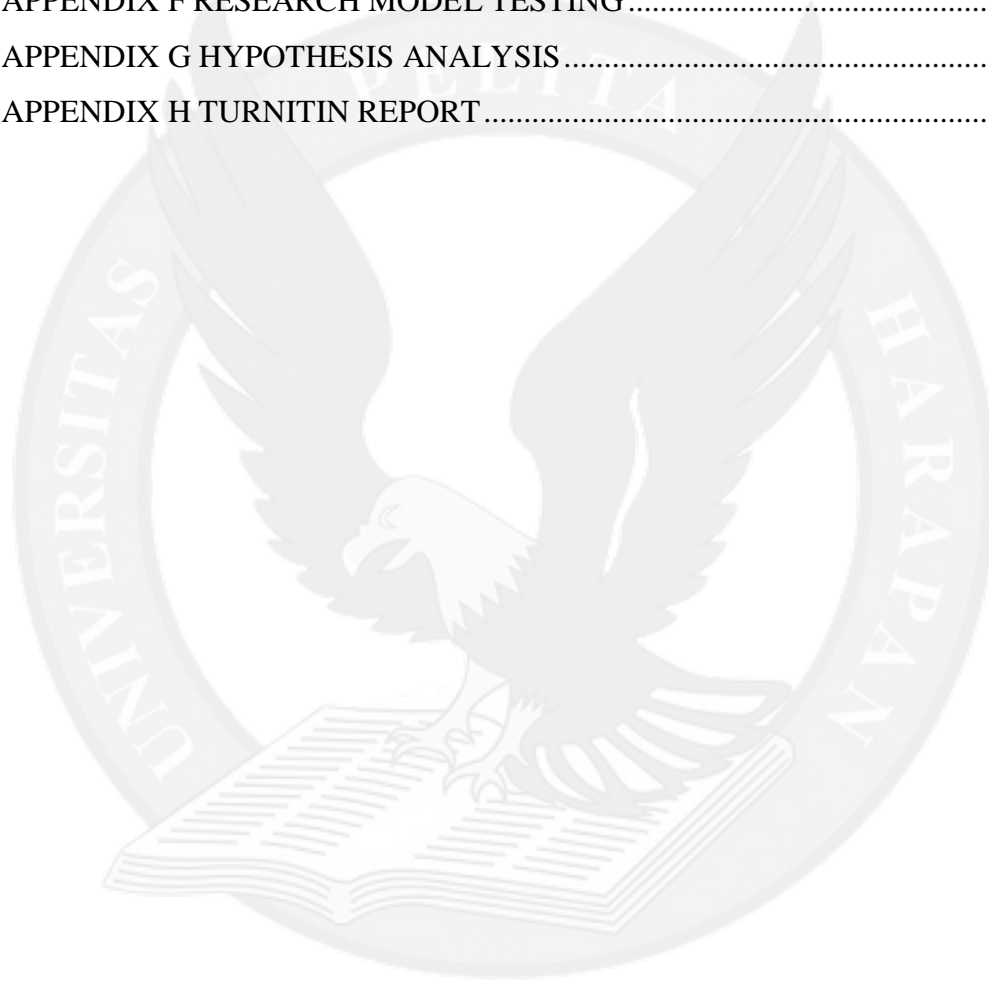 APPENDIX F RESEARCH MODEL TESTING..............................................
APPENDIX G HYPOTHESIS ANALYSIS......................................................
APPENDIX H TURNITIN REPORT................................................................
UNIVERSITAS PELITA HARAPAN